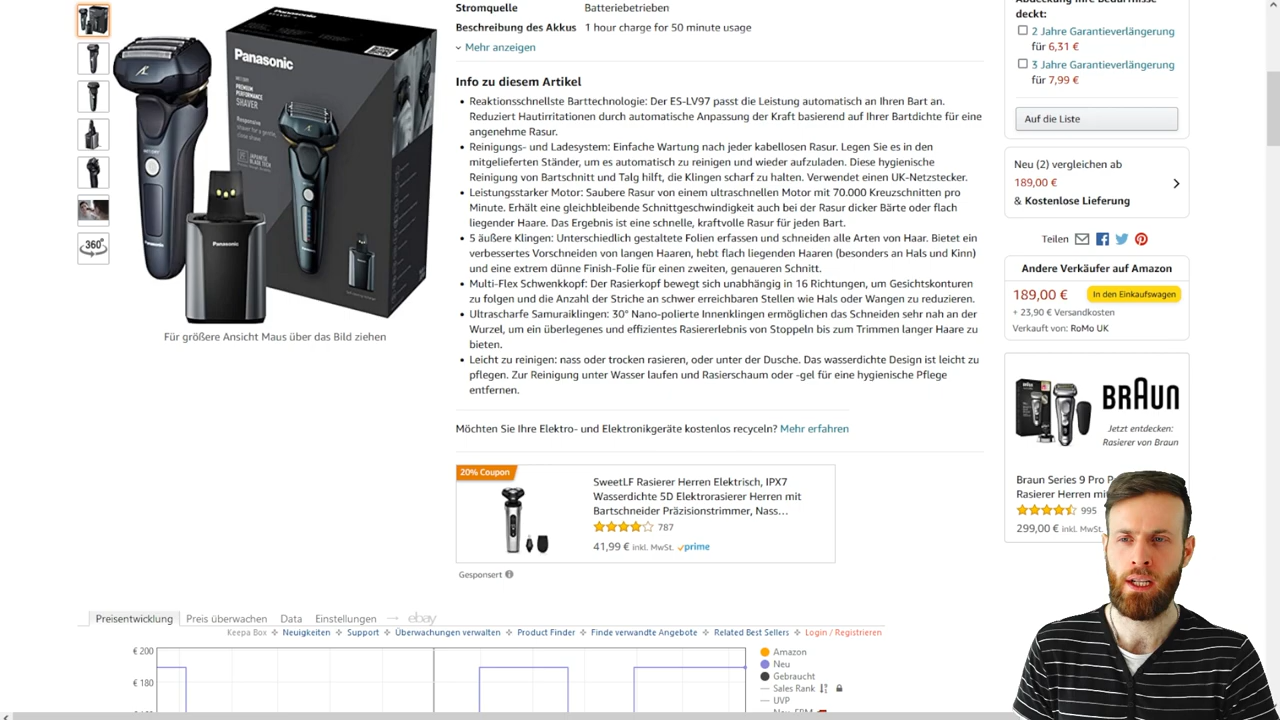 Stromquelle Batteriebetrieben
Beschreibung des Akkus 1 hour charge for 50 minute usage
Mehr anzeigen
Info zu diesem Artikel
• Reaktionsschnellste Barttechnologie: Der ES-LV97 passt die Leistung automatisch an Ihren Bart an.
Reduziert Hautirritationen durch automatische Anpassung der Kraft basierend auf Ihrer Bartdichte für eine
angenehme Rasur.
• Reinigungs- und Ladesystem: Einfache Wartung nach jeder kabellosen Rasur. Legen Sie es in den
mitgelieferten Ständer, um es automatisch zu reinigen und wieder aufzuladen. Diese hygienische
Reinigung von Bartschnitt und Talg hilft, die Klingen scharf zu halten. Verwendet einen UK-Netzstecker.
• Leistungsstarker Motor: Saubere Rasur von einem ultraschnellen Motor mit 70.000 Kreuzschnitten pro
Minute. Erhält eine gleichbleibende Schnittgeschwindigkeit auch bei der Rasur dicker Bärte oder flach
liegender Haare. Das Ergebnis ist eine schnelle, kraftvolle Rasur für jeden Bart.
• 5 äußere Klingen: Unterschiedlich gestaltete Folien erfassen und schneiden alle Arten von Haar. Bietet ein
verbessertes Vorschneiden von langen Haaren, hebt flach liegenden Haaren (besonders an Hals und Kinn)
und eine extrem dünne Finish-Folie für einen zweiten, genaueren Schnitt.
• Multi-Flex Schwenkkopf: Der Rasierkopf bewegt sich unabhängig in 16 Richtungen, um Gesichtskonturen
zu folgen und die Anzahl der Striche an schwer erreichbaren Stellen wie Hals oder Wangen zu reduzieren.
• Ultrascharfe Samuraiklingen: 30° Nano-polierte Innenklingen ermöglichen das Schneiden sehr nah an der
Wurzel, um ein überlegenes und effizientes Rasiererlebnis von Stoppeln bis zum Trimmen langer Haare zu
bieten.
• Leicht zu reinigen: nass oder trocken rasieren, oder unter der Dusche. Das wasserdichte Design ist leicht zu
pflegen. Zur Reinigung unter Wasser laufen und Rasierschaum oder -gel für eine hygienische Pflege
entfernen.
Möchten Sie Ihre Elektro- und Elektronikgeräte kostenlos recyceln? Mehr erfahren
20% Coupon
SweetLF Rasierer Herren Elektrisch, IPX7
Wasserdichte 5D Elektrorasierer Herren mit
Bartschneider Präzisionstrimmer, Nass…
787
41,99 € inkl. MwSt. prime
Gesponsert
Panasonic
PREMIUM
PERFORMANCE
SHAVER
Panasonic
Panasonic
360°
Für größere Ansicht Maus über das Bild ziehen
deckt:
2 Jahre Garantieverlängerung
für 6,31 €
3 Jahre Garantieverlängerung
für 7,99 €
Auf die Liste
Neu (2) vergleichen ab
189,00 €
& Kostenlose Lieferung
Teilen
Andere Verkäufer auf Amazon
189,00 € In den Einkaufswagen
+ 23,90 € Versandkosten
Verkauft von: RoMo UK
BRAUN
Jetzt entdecken:
Rasierer von Braun
Braun Series 9 Pro
Rasierer Herren
995
299,00 € inkl. MwSt.
Preisentwicklung Preis überwachen Data Einstellungen → ebay
Keepa Box Neuigkeiten Support Überwachungen verwalten Product Finder Finde verwandte Angebote Related Best Sellers Login / Registrieren
€ 200
€ 180
Amazon
Neu
Gebraucht
Sales Rank
UVP